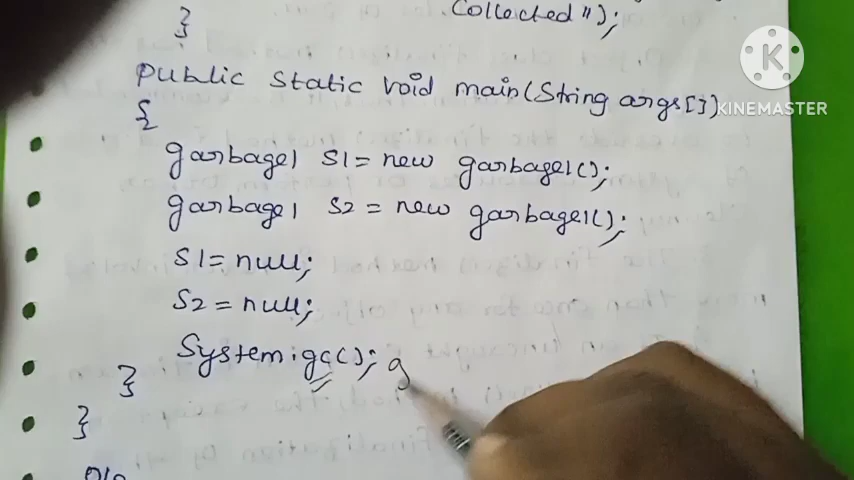 Collected");
}
public static void main(String args[])
{
garbage1 s1 = new garbage1();
garbage1 s2 = new garbage1();
s1 = null;
s2 = null;
System.gc(); g
}
}
o/p
K
KINEMASTER